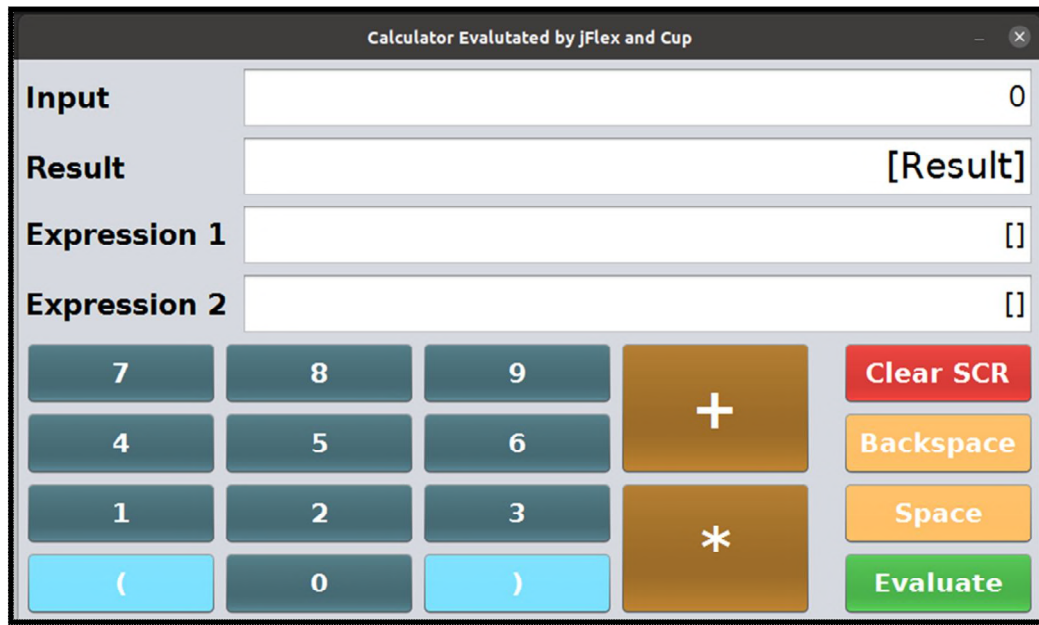 Calculator Evalutated by jFlex and Cup
Input 0
Result [Result]
Expression 1 []
Expression 2 []
7 8 9 + Clear SCR
4 5 6 Backspace
1 2 3 * Space
( 0 ) Evaluate